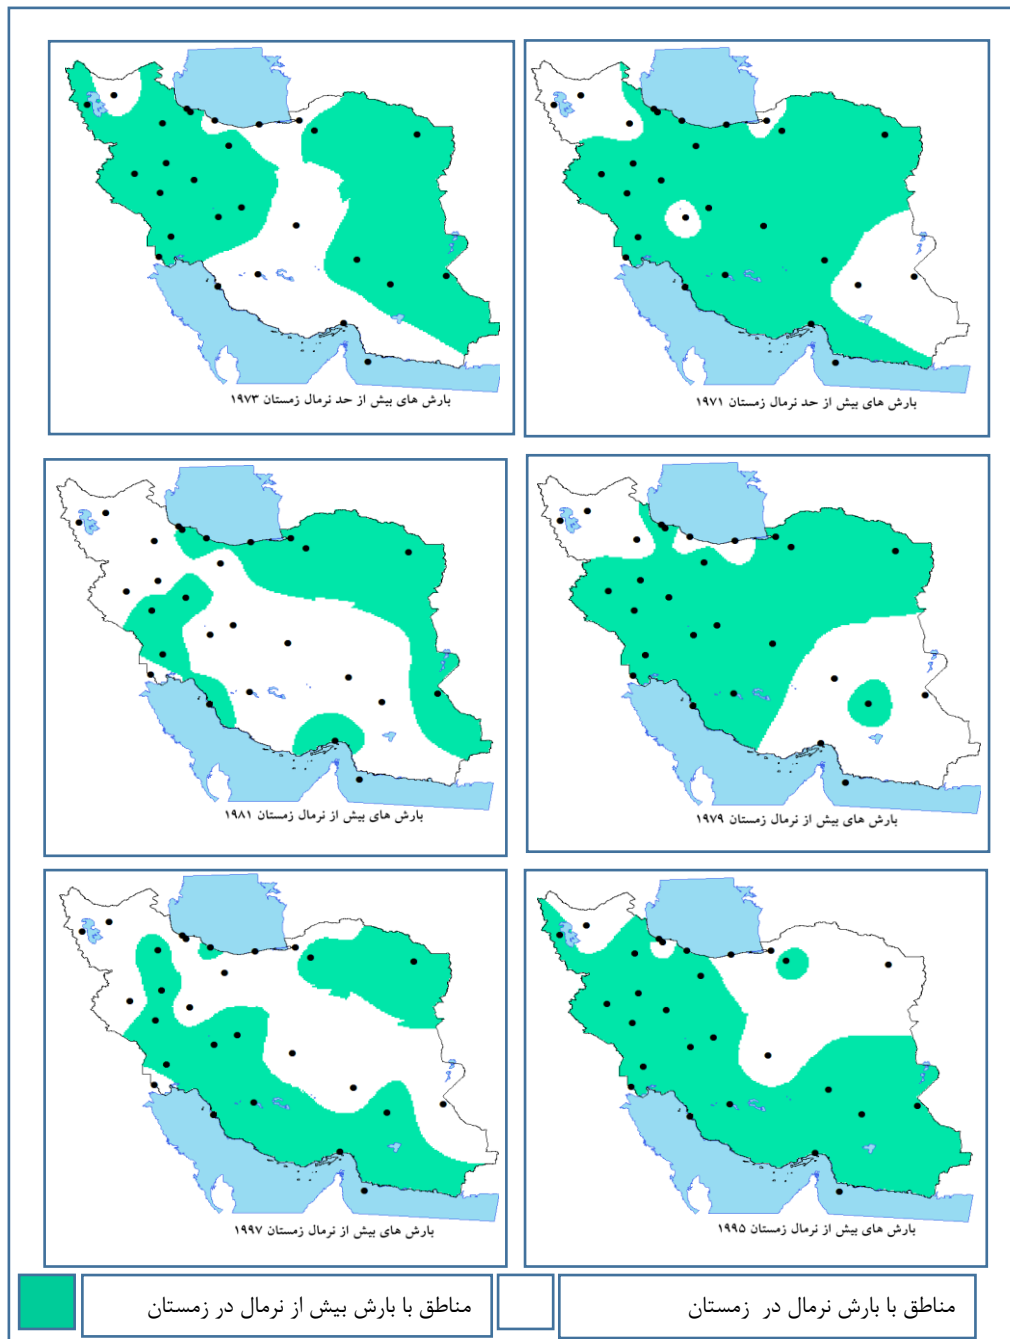 بارش های بیش از حد نرمال زمستان ۱۹۷۱
بارش های بیش از حد نرمال زمستان ۱۹۷۳
بارش های بیش از نرمال زمستان ۱۹۷۹
بارش های بیش از نرمال زمستان ۱۹۸۱
بارش های بیش از نرمال زمستان ۱۹۹۵
بارش های بیش از نرمال زمستان ۱۹۹۷
مناطق با بارش نرمال در زمستان
مناطق با بارش بیش از نرمال در زمستان